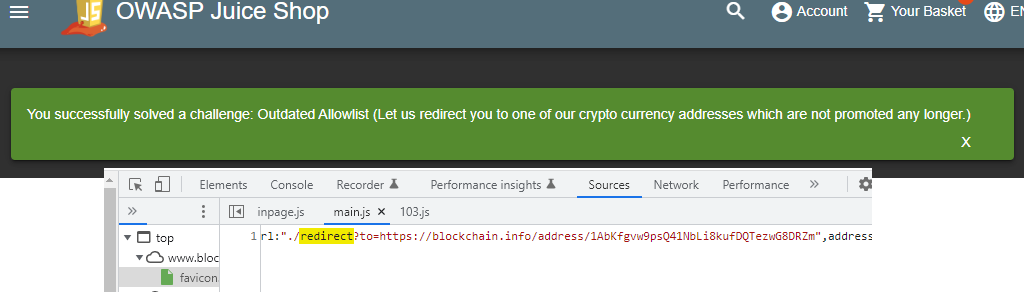 JS
OWASP Juice Shop
Account
Your Basket
EN
You successfully solved a challenge: Outdated Allowlist (Let us redirect you to one of our crypto currency addresses which are not promoted any longer.)
X
Elements Console Recorder Performance insights Sources Network Performance »
» inpage.js main.js × 103.js
top
www.bloc
favicon.
1 rl:"./redirect?to=https://blockchain.info/address/1AbKfgvw9psQ41NbLi8kufDQTezwG8DRZm",address